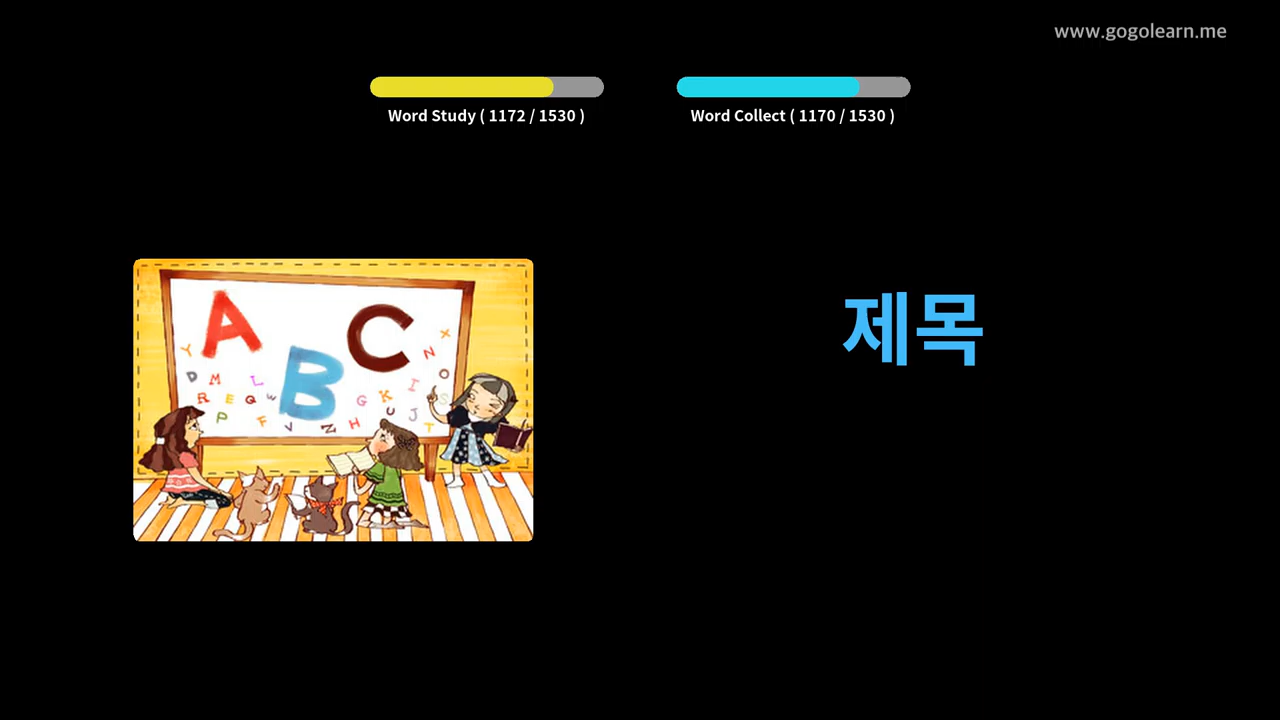 www.gogolearn.me
Word Study ( 1172 / 1530 )
Word Collect ( 1170 / 1530 )
제목
A
B
C
Y
X
N
D M L
O
R E Q W
G K I S
P F V Z H U J T